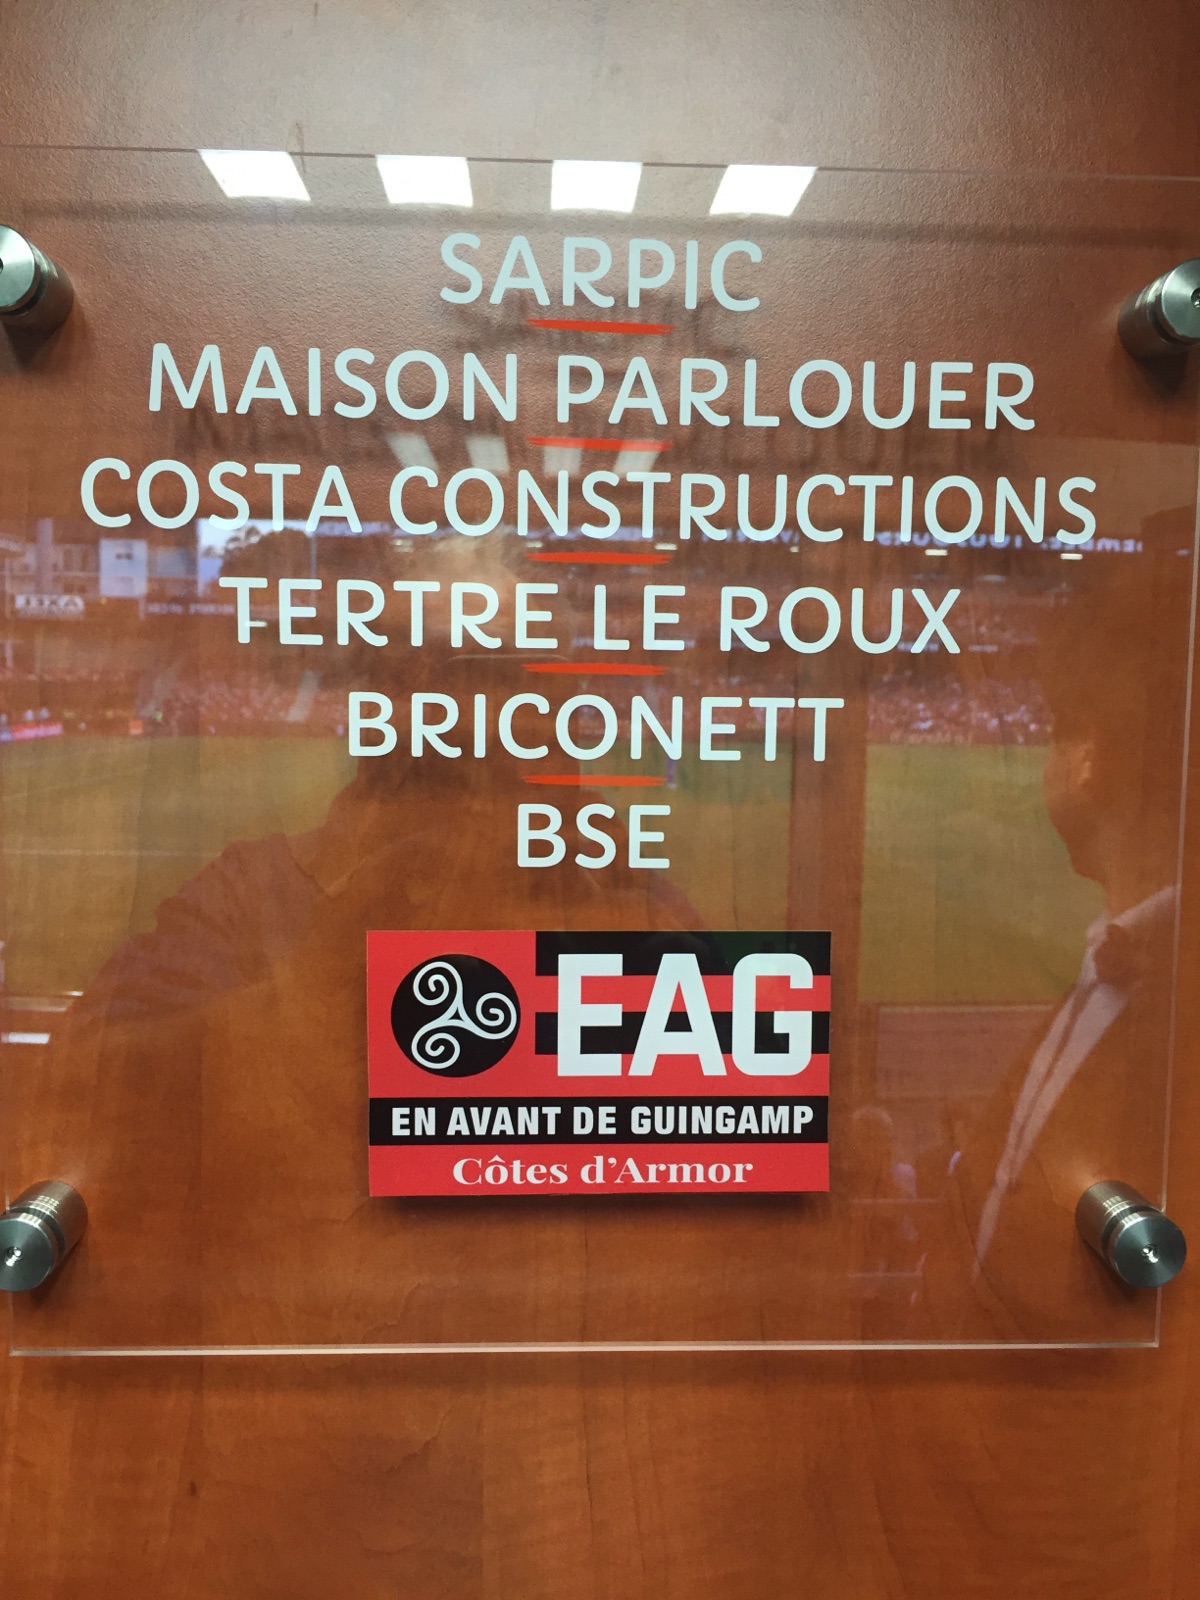 SARPIC
MAISON PARLOUER
COSTA CONSTRUCTIONS
TERTRE LE ROUX
BRICONETT
BSE
EAG
EN AVANT DE GUINGAMP
Côtes d'Armor